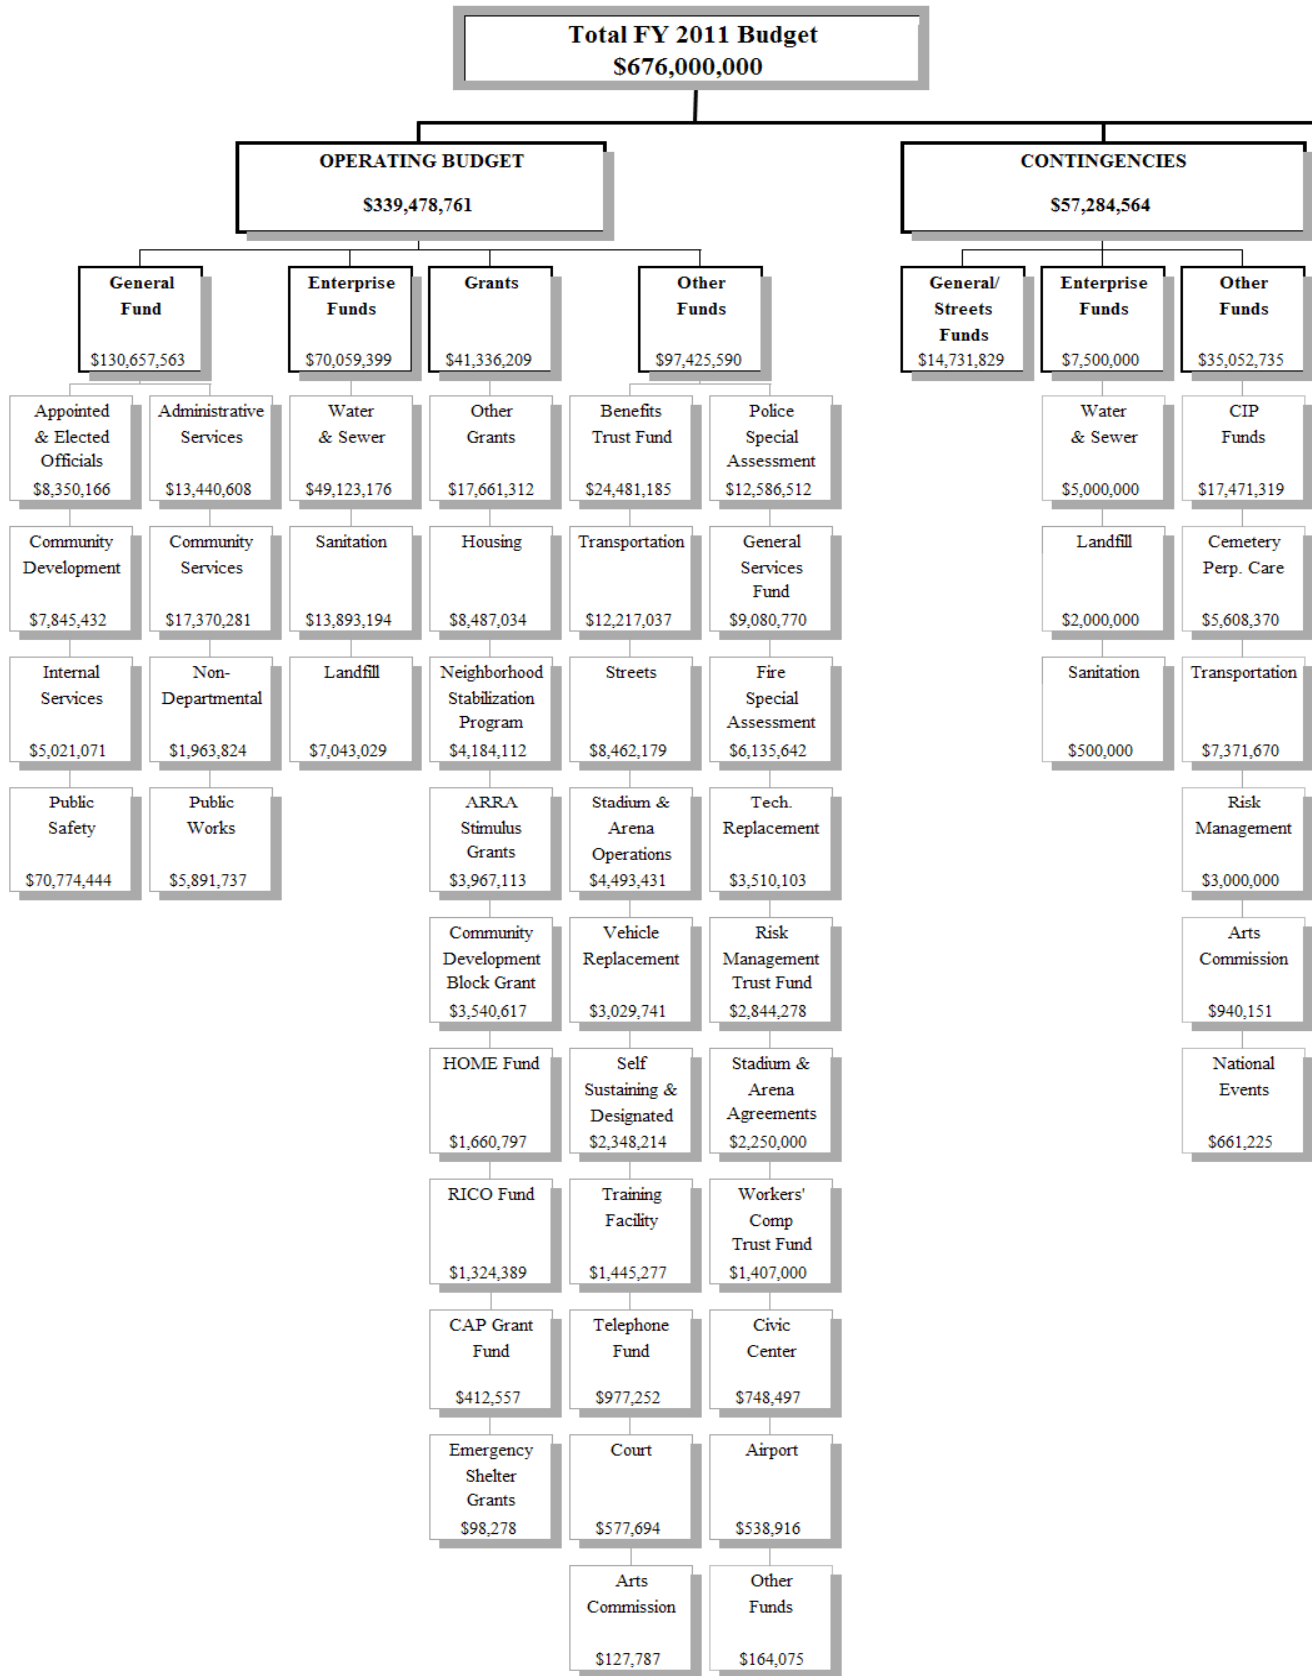 Total FY 2011 Budget
$676,000,000
OPERATING BUDGET
$339,478,761
CONTINGENCIES
$57,284,564
General
Fund
$130,657,563
Enterprise
Funds
$70,059,399
Grants
$41,336,209
Other
Funds
$97,425,590
General/
Streets
Funds
$14,731,829
Enterprise
Funds
$7,500,000
Other
Funds
$35,052,735
Appointed
& Elected
Officials
$8,350,166
Administrative
Services
$13,440,608
Water
& Sewer
$49,123,176
Other
Grants
$17,661,312
Benefits
Trust Fund
$24,481,185
Police
Special
Assessment
$12,586,512
Water
& Sewer
$5,000,000
CIP
Funds
$17,471,319
Community
Development
$7,845,432
Community
Services
$17,370,281
Sanitation
$13,893,194
Housing
$8,487,034
Transportation
$12,217,037
General
Services
Fund
$9,080,770
Landfill
$2,000,000
Cemetery
Perp. Care
$5,608,370
Internal
Services
$5,021,071
Non-
Departmental
$1,963,824
Landfill
$7,043,029
Neighborhood
Stabilization
Program
$4,184,112
Streets
$8,462,179
Fire
Special
Assessment
$6,135,642
Sanitation
$500,000
Transportation
$7,371,670
Public
Safety
$70,774,444
Public
Works
$5,891,737
ARRA
Stimulus
Grants
$3,967,113
Stadium &
Arena
Operations
$4,493,431
Tech.
Replacement
$3,510,103
Risk
Management
$3,000,000
Community
Development
Block Grant
$3,540,617
Vehicle
Replacement
$3,029,741
Risk
Management
Trust Fund
$2,844,278
Arts
Commission
$940,151
HOME Fund
$1,660,797
Self
Sustaining &
Designated
$2,348,214
Stadium &
Arena
Agreements
$2,250,000
National
Events
$661,225
RICO Fund
$1,324,389
Training
Facility
$1,445,277
Workers'
Comp
Trust Fund
$1,407,000
CAP Grant
Fund
$412,557
Telephone
Fund
$977,252
Civic
Center
$748,497
Emergency
Shelter
Grants
$98,278
Court
$577,694
Airport
$538,916
Arts
Commission
$127,787
Other
Funds
$164,075